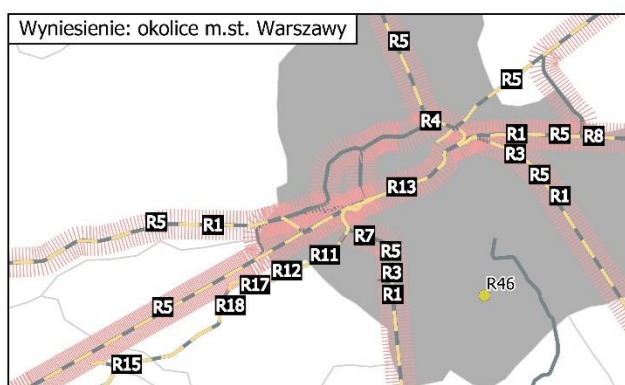 Wyniesienie: okolice m.st. Warszawy
R5
R5
R4
R1
R5
R8
R3
R5
R1
R13
R5
R1
R7
R5
R3
R1
R11
R12
R17
R18
R5
R15
R46